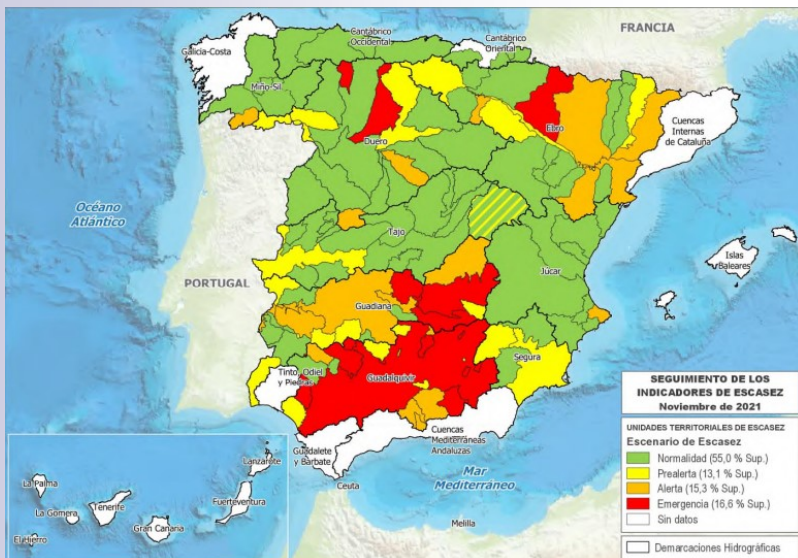 FRANCIA
Galicia-Costa
Cantábrico
Occidental
Cantábrico
Oriental
Miño-Sil
Duero
Ebro
Cuencas
Internas
de Cataluña
Océano
Atlántico
Tajo
PORTUGAL
Júcar
Islas
Baleares
Guadiana
Segura
Tinto, Odiel
y Piedras
Guadalquivir
Guadalete
y Barbate
Cuencas
Mediterráneas
Andaluzas
Ceuta
Mar
Mediterráneo
Melilla
La Palma
La Gomera
El Hierro
Tenerife
Gran Canaria
Fuerteventura
Lanzarote
SEGUIMIENTO DE LOS
INDICADORES DE ESCASEZ
Noviembre de 2021
UNIDADES TERRITORIALES DE ESCASEZ
Escenario de Escasez
Normalidad (55,0 % Sup.)
Prealerta (13,1 % Sup.)
Alerta (15,3 % Sup.)
Emergencia (16,6 % Sup.)
Sin datos
Demarcaciones Hidrográficas